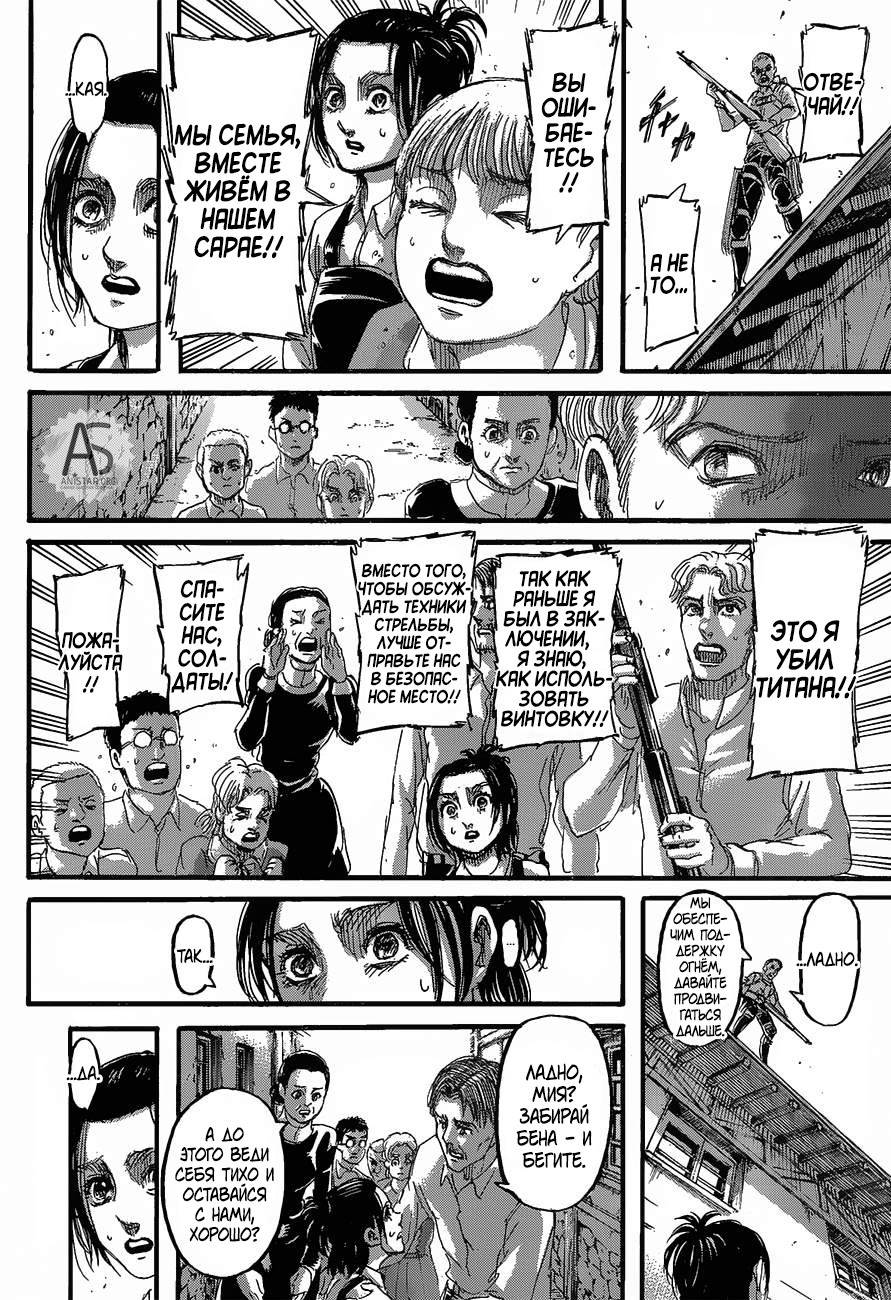 ОТВЕ-
ЧАЙ!!
А НЕ
ТО...
ВЫ
ОШИ-
БАЕ-
ТЕСЬ
!!
МЫ СЕМЬЯ,
ВМЕСТЕ
ЖИВЁМ В
НАШЕМ
САРАЕ!!
...КАЯ.
AS
ANISTAR.ORG
ЭТО Я
УБИЛ
ТИТАНА!!
ТАК КАК
РАНЬШЕ Я
БЫЛ В ЗАК-
ЛЮЧЕНИИ,
Я ЗНАЮ,
КАК ИСПОЛЬ-
ЗОВАТЬ
ВИНТОВКУ!!
ВМЕСТО ТОГО,
ЧТОБЫ ОБСУЖ-
ДАТЬ ТЕХНИКИ
СТРЕЛЬБЫ,
ЛУЧШЕ ОТ-
ПРАВЬТЕ НАС
В БЕЗОПАС-
НОЕ МЕСТО!!
СПА-
СИТЕ
НАС,
СОЛ-
ДАТЫ!
ПОЖА-
ЛУЙСТА
!!
...ЛАДНО.
МЫ
ОБЕСПЕ-
ЧИМ ПОД-
ДЕРЖКУ
ОГНЁМ,
ДАВАЙТЕ
ПРОДВИ-
ГАТЬСЯ
ДАЛЬШЕ.
...
ТАК...
ЛАДНО,
МИЯ?
ЗАБИРАЙ
БЕНА – И
БЕГИТЕ.
А ДО
ЭТОГО ВЕДИ
СЕБЯ ТИХО И
ОСТАВАЙСЯ
С НАМИ,
ХОРОШО?
...ДА.